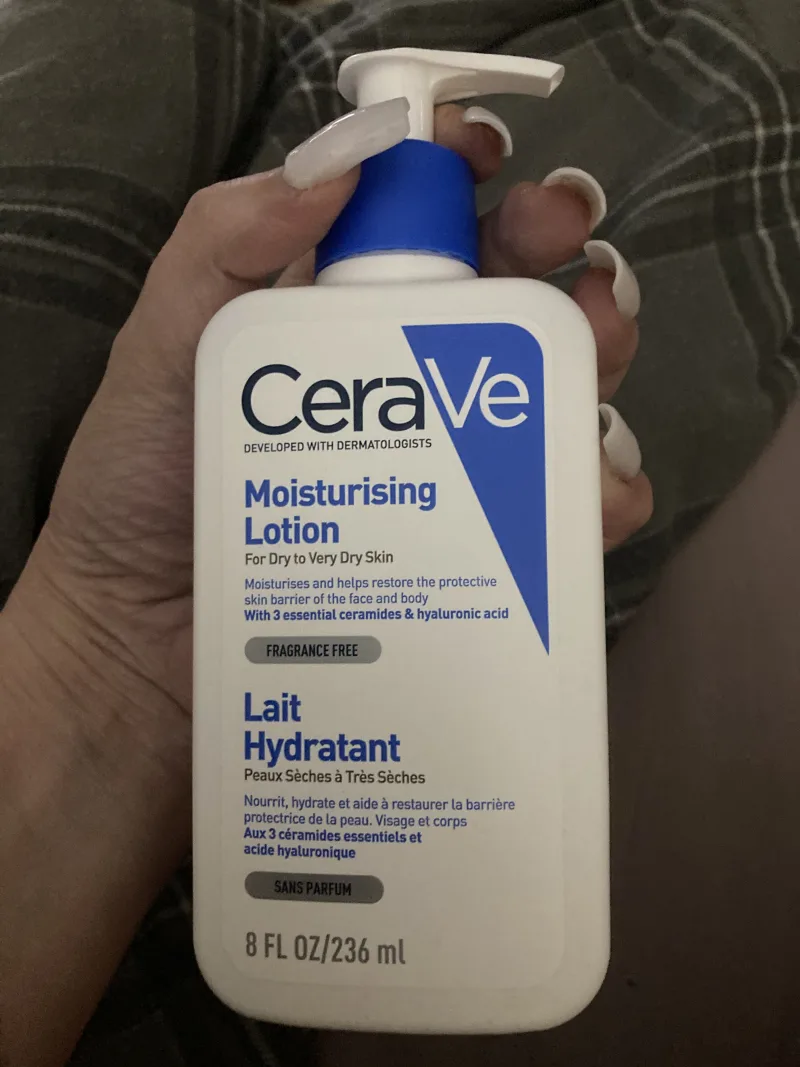 CeraVe
DEVELOPED WITH DERMATOLOGISTS
Moisturising
Lotion
For Dry to Very Dry Skin
Moisturises and helps restore the protective
skin barrier of the face and body
With 3 essential ceramides & hyaluronic acid
FRAGRANCE FREE
Lait
Hydratant
Peaux Sèches à Très Sèches
Nourrit, hydrate et aide à restaurer la barrière
protectrice de la peau. Visage et corps
Aux 3 céramides essentiels et
acide hyaluronique
SANS PARFUM
8 FL OZ/236 ml